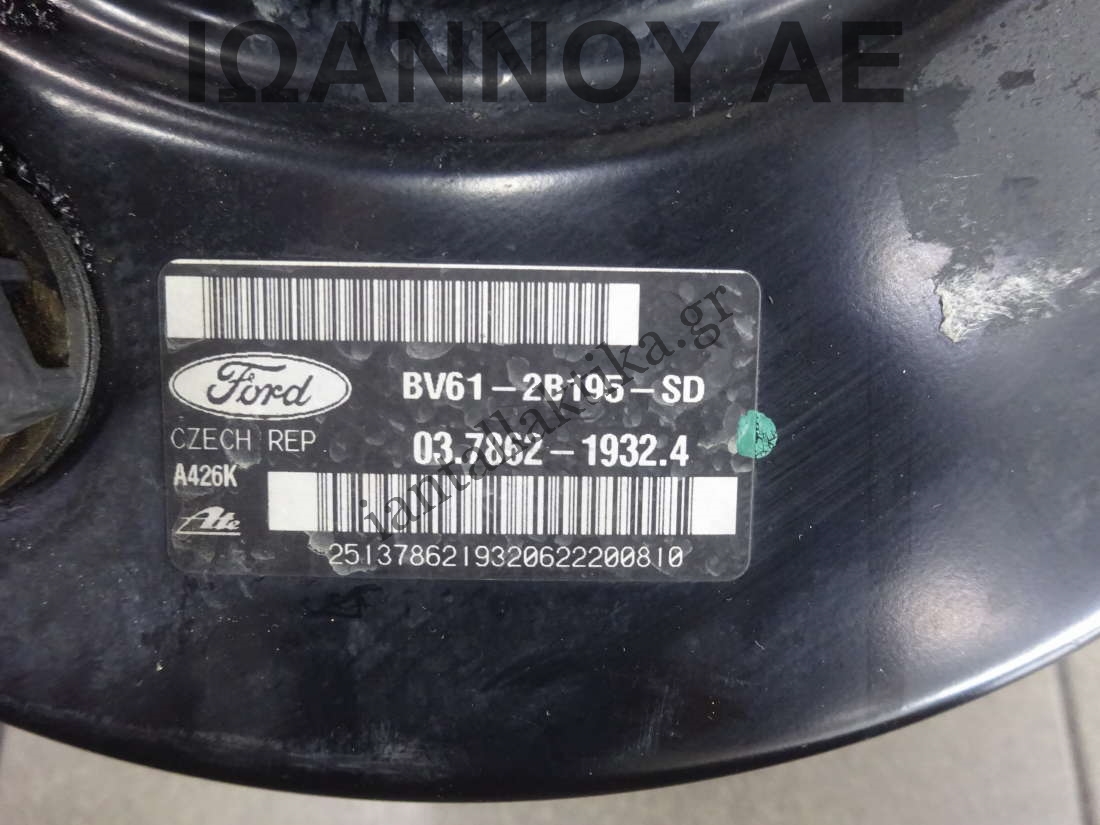 ΙΩΑΝΝΟΥ ΑΕ
Ford
BV61-2B195-SD
CZECH REP
03.7862-1932.4
A426K
Ate
2513786219320622200810
iantallaktika.gr